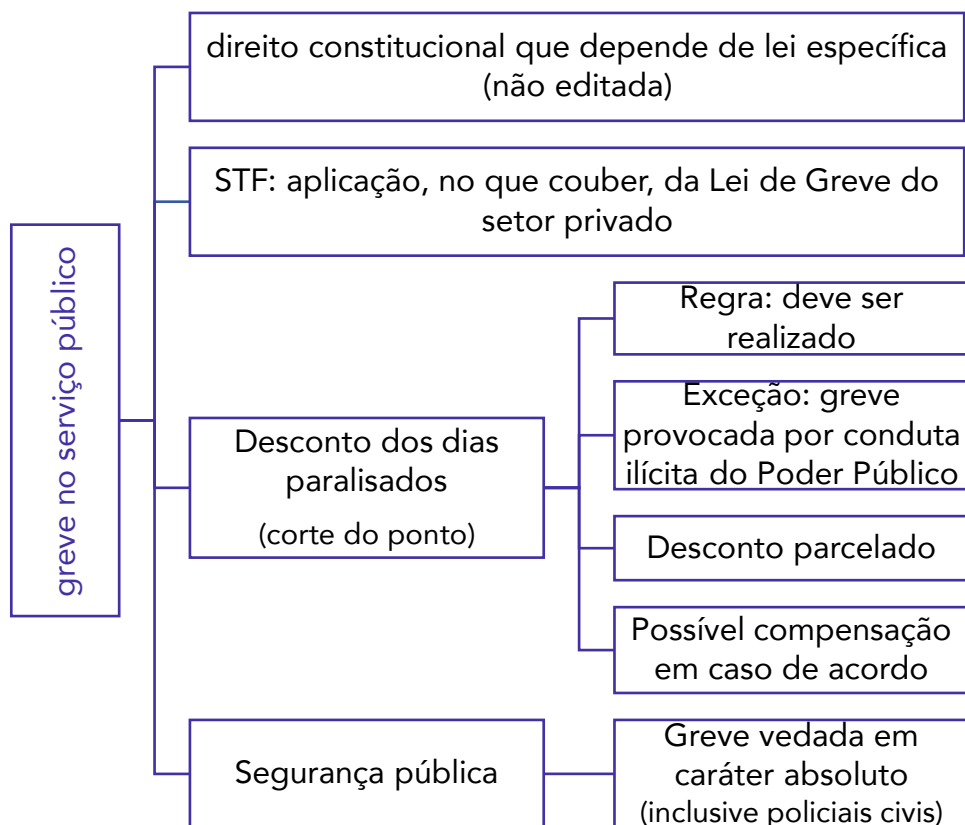 greve no serviço público
direito constitucional que depende de lei específica
(não editada)
STF: aplicação, no que couber, da Lei de Greve do
setor privado
Desconto dos dias
paralisados
(corte do ponto)
Regra: deve ser
realizado
Exceção: greve
provocada por conduta
ilícita do Poder Público
Desconto parcelado
Possível compensação
em caso de acordo
Segurança pública
Greve vedada em
caráter absoluto
(inclusive policiais civis)